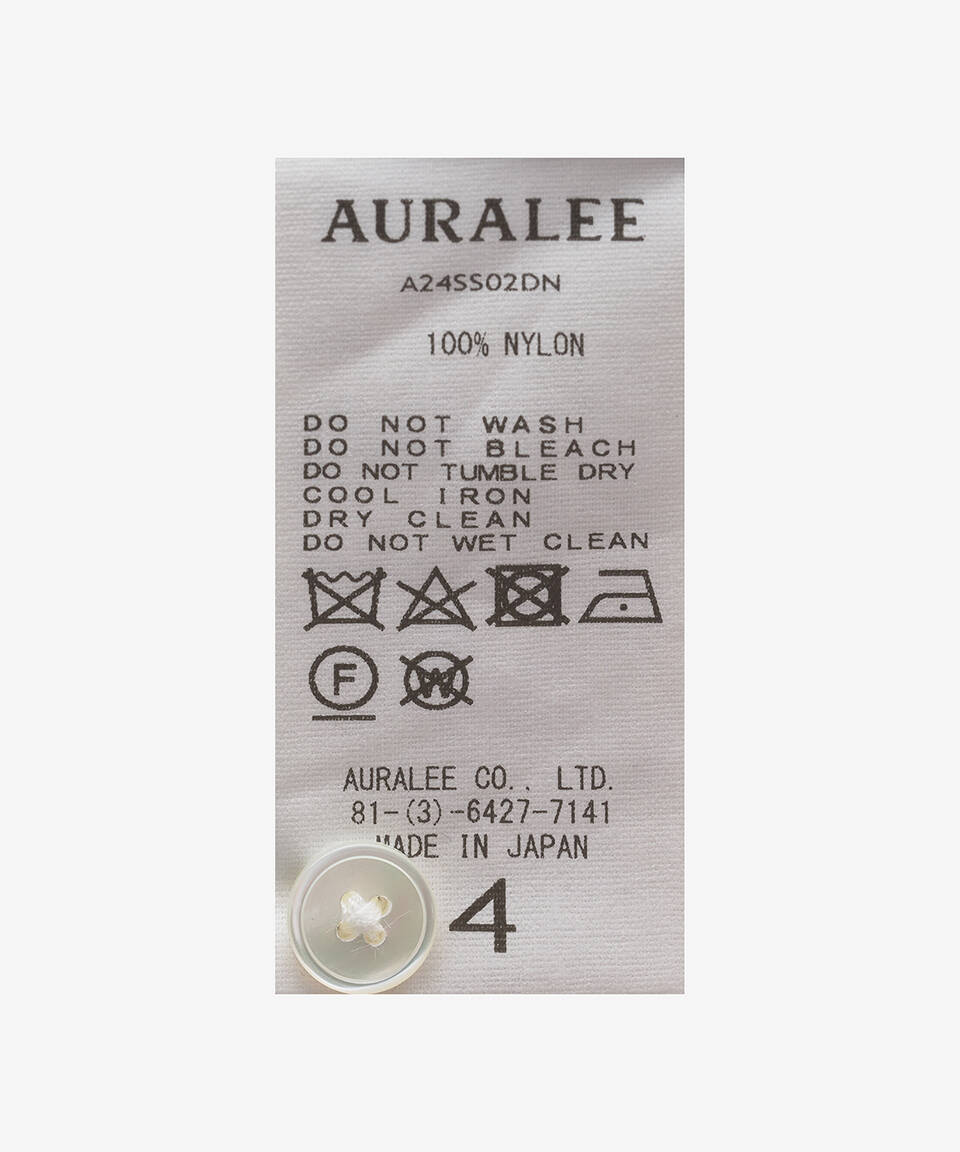 AURALEE
A24SS02DN
100% NYLON
DO NOT WASH
DO NOT BLEACH
DO NOT TUMBLE DRY
COOL IRON
DRY CLEAN
DO NOT WET CLEAN
F W
AURALEE CO., LTD.
81-(3)-6427-7141
MADE IN JAPAN
4